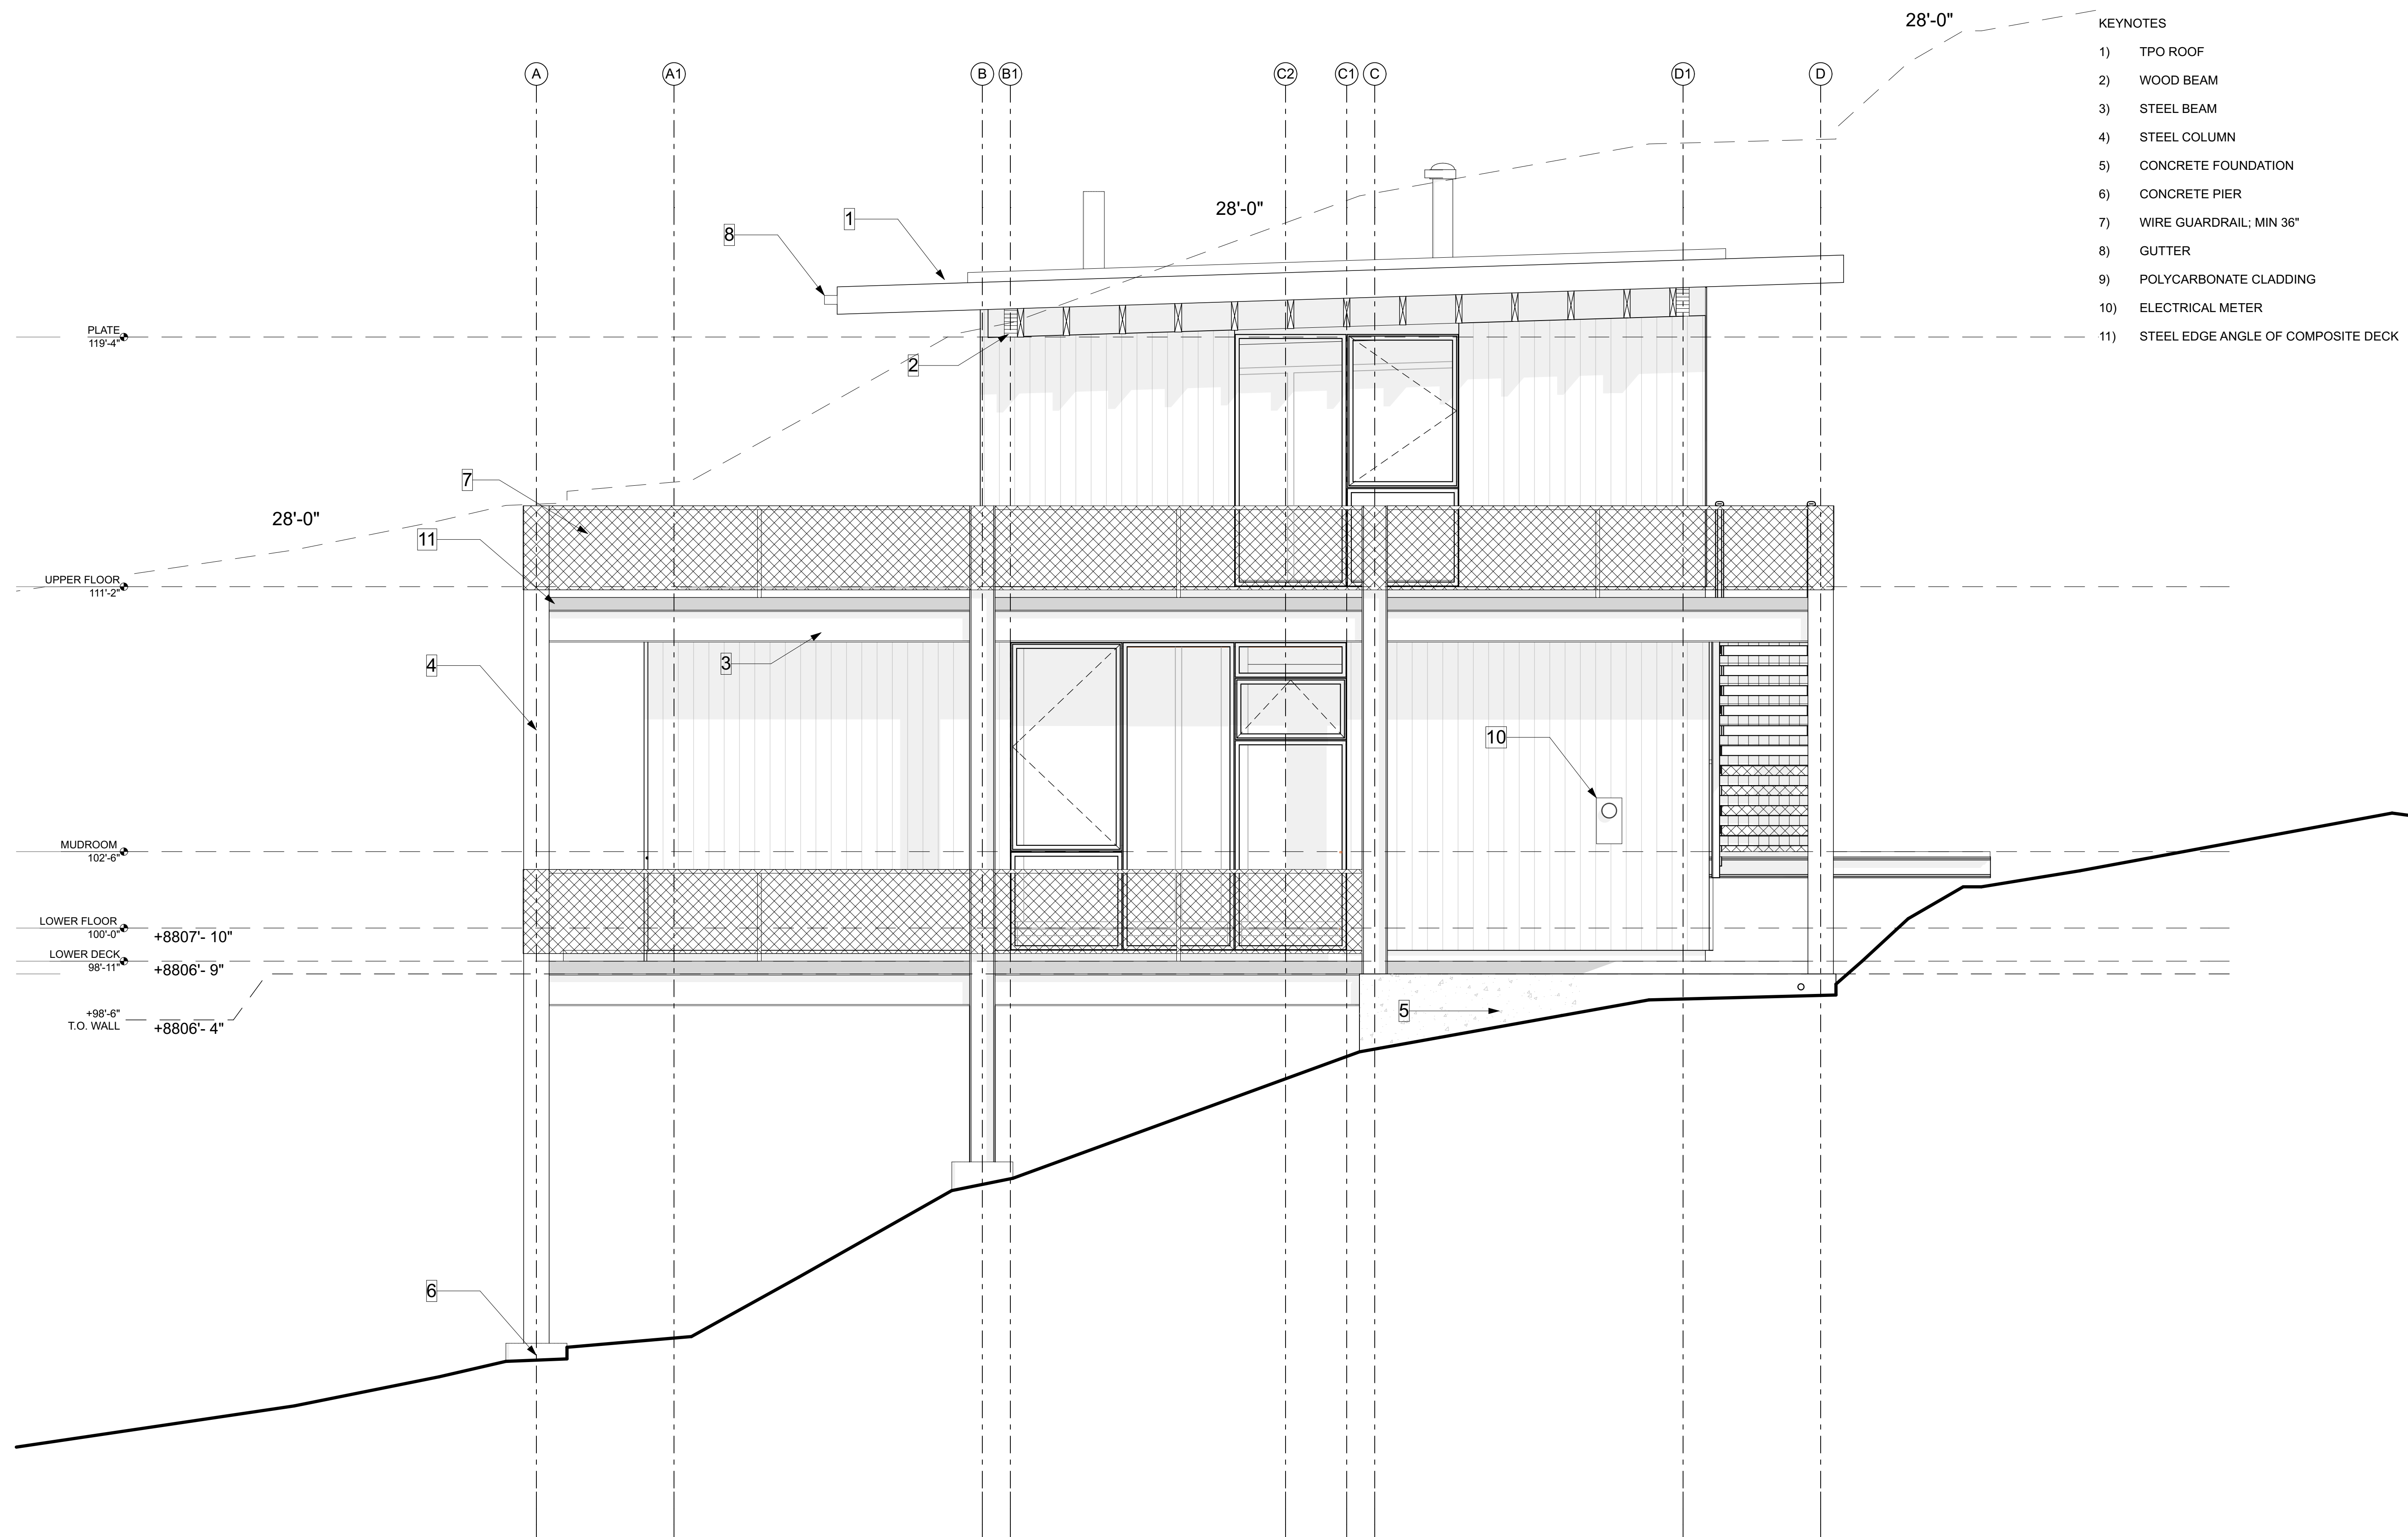 28'-0"
KEYNOTES
1) TPO ROOF
2) WOOD BEAM
3) STEEL BEAM
4) STEEL COLUMN
5) CONCRETE FOUNDATION
6) CONCRETE PIER
7) WIRE GUARDRAIL; MIN 36"
8) GUTTER
9) POLYCARBONATE CLADDING
10) ELECTRICAL METER
11) STEEL EDGE ANGLE OF COMPOSITE DECK
A A1 B B1 C2 C1 C D1 D
28'-0"
1
8
PLATE
119'-4"
2
7
28'-0"
11
UPPER FLOOR
111'-2"
3
4
10
MUDROOM
102'-6"
LOWER FLOOR
100'-0"
+8807'- 10"
LOWER DECK
98'-11"
+8806'- 9"
+98'-6"
T.O. WALL
+8806'- 4"
5
6